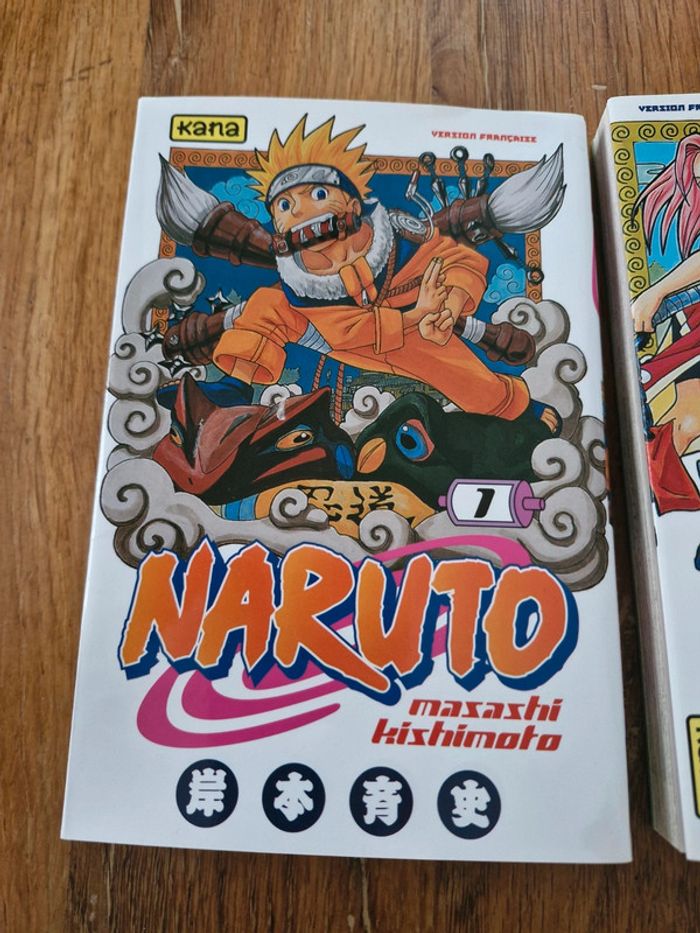 Kana
VERSION FRANÇAISE
VERSION FR
1
NARUTO
masashi
kishimoto
岸本斉史